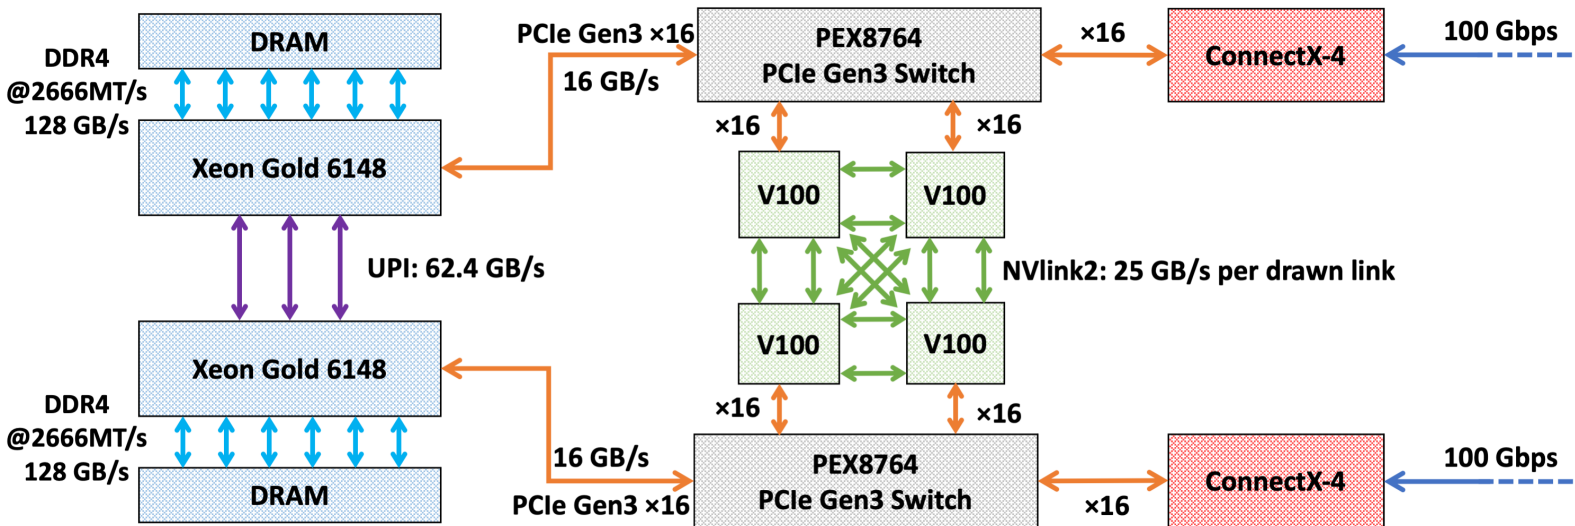 DRAM
DDR4
@2666MT/s
128 GB/s
Xeon Gold 6148
PCIe Gen3 ×16
16 GB/s
PEX8764
PCIe Gen3 Switch
×16
ConnectX-4
100 Gbps
×16
×16
V100
V100
UPI: 62.4 GB/s
NVlink2: 25 GB/s per drawn link
V100
V100
Xeon Gold 6148
DDR4
@2666MT/s
128 GB/s
DRAM
×16
×16
16 GB/s
PCIe Gen3 ×16
PEX8764
PCIe Gen3 Switch
×16
ConnectX-4
100 Gbps